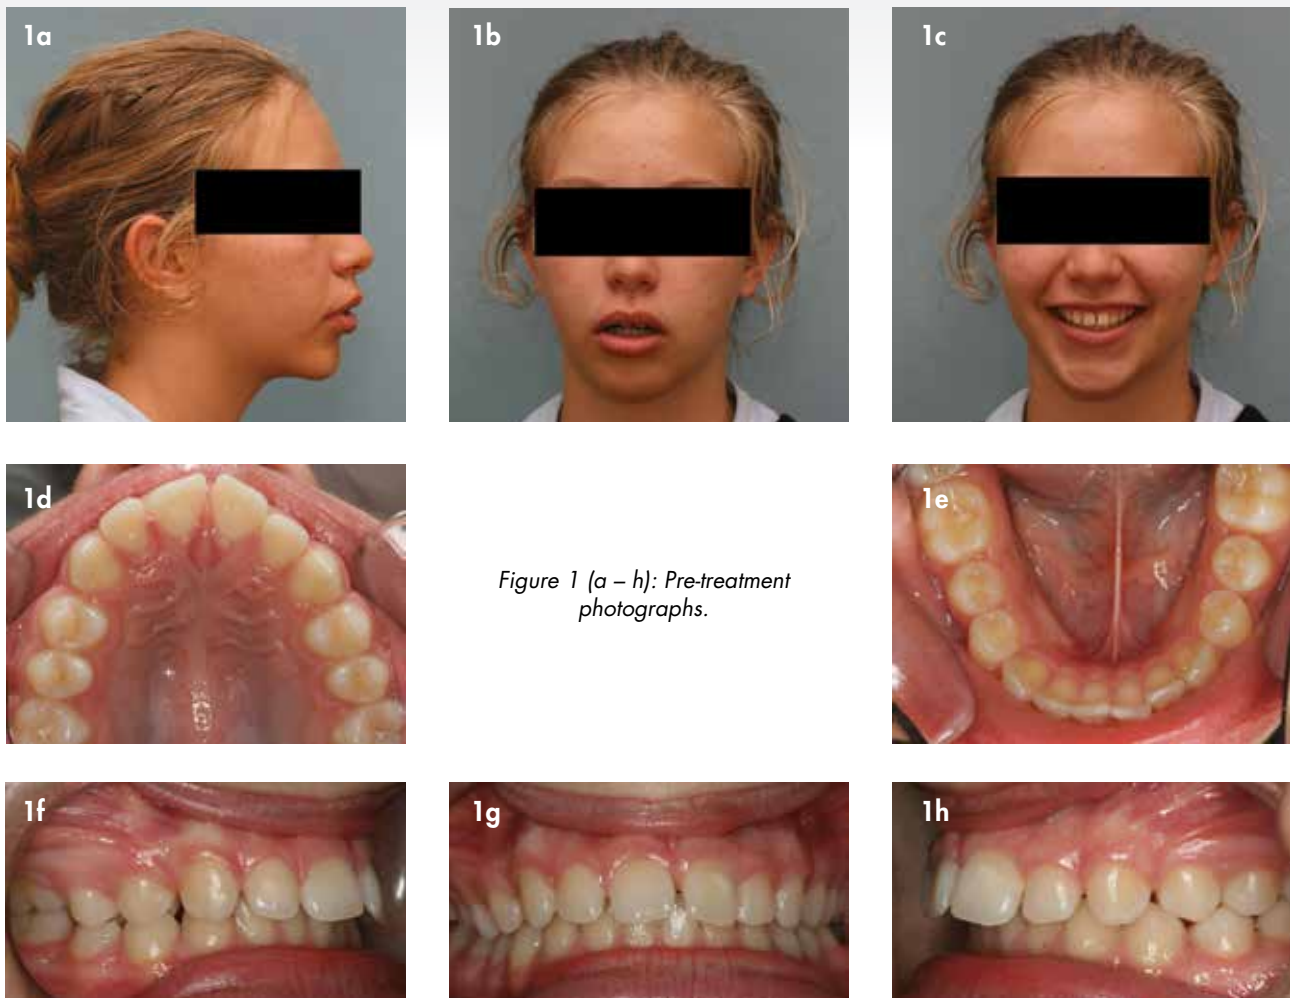 1a
1b
1c
1d
1e
Figure 1 (a – h): Pre-treatment
photographs.
1f
1g
1h